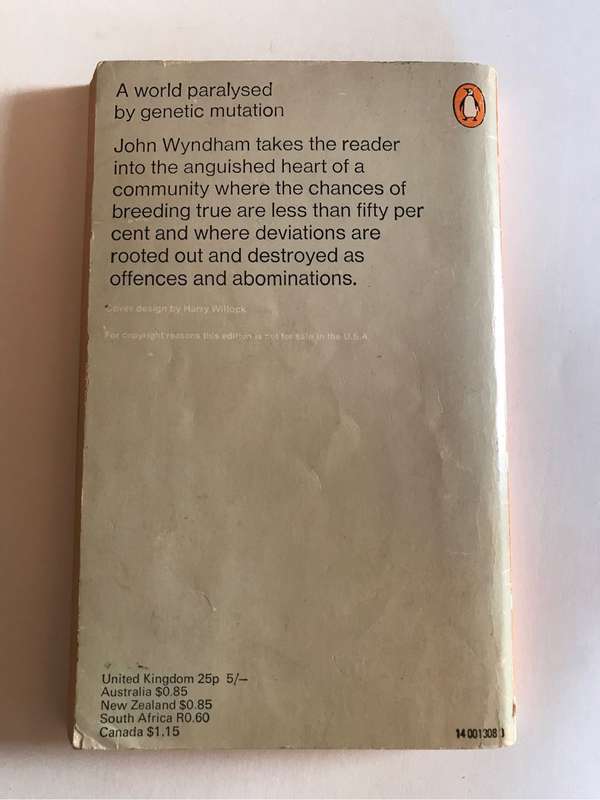 A world paralysed
by genetic mutation
John Wyndham takes the reader
into the anguished heart of a
community where the chances of
breeding true are less than fifty per
cent and where deviations are
rooted out and destroyed as
offences and abominations.
Cover design by Harry Willock
For copyright reasons this edition is not for sale in the U.S.A.
United Kingdom 25p 5/–
Australia $0.85
New Zealand $0.85
South Africa R0.60
Canada $1.15
14 001308